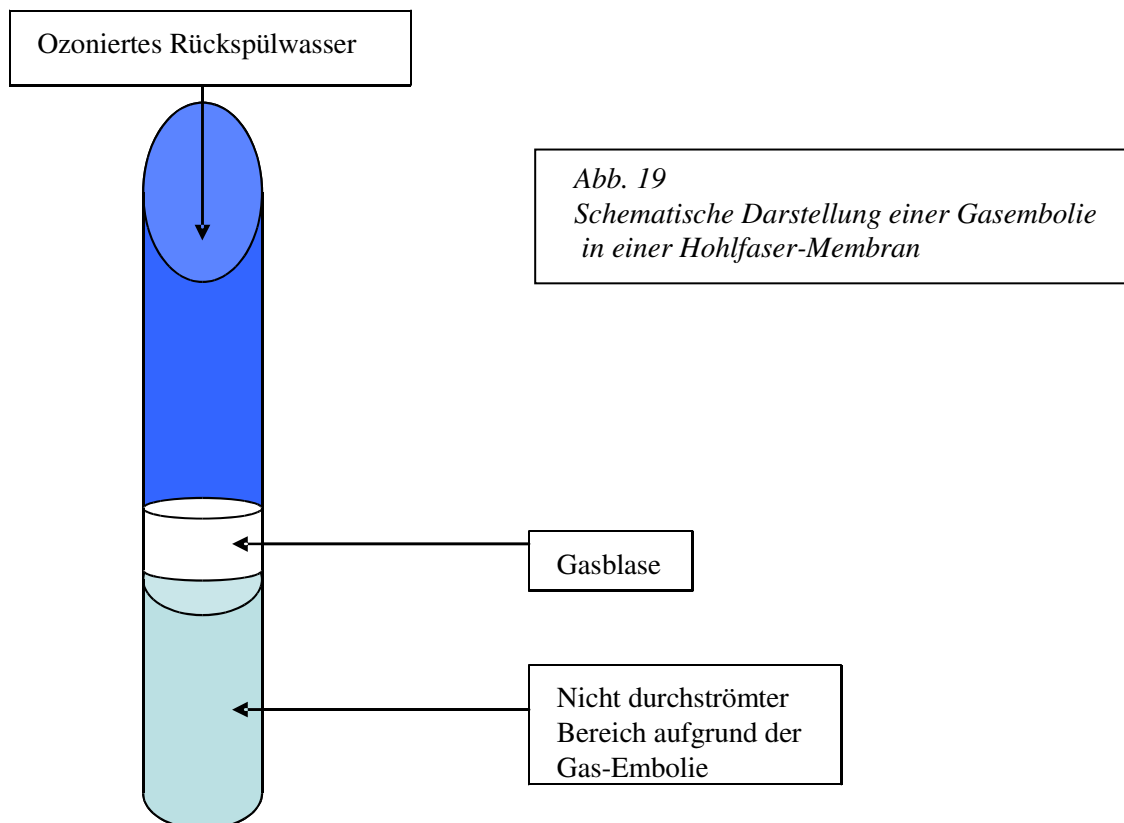 Ozoniertes Rückspülwasser
Abb. 19
Schematische Darstellung einer Gasembolie
in einer Hohlfaser-Membran
Gasblase
Nicht durchströmter
Bereich aufgrund der
Gas-Embolie